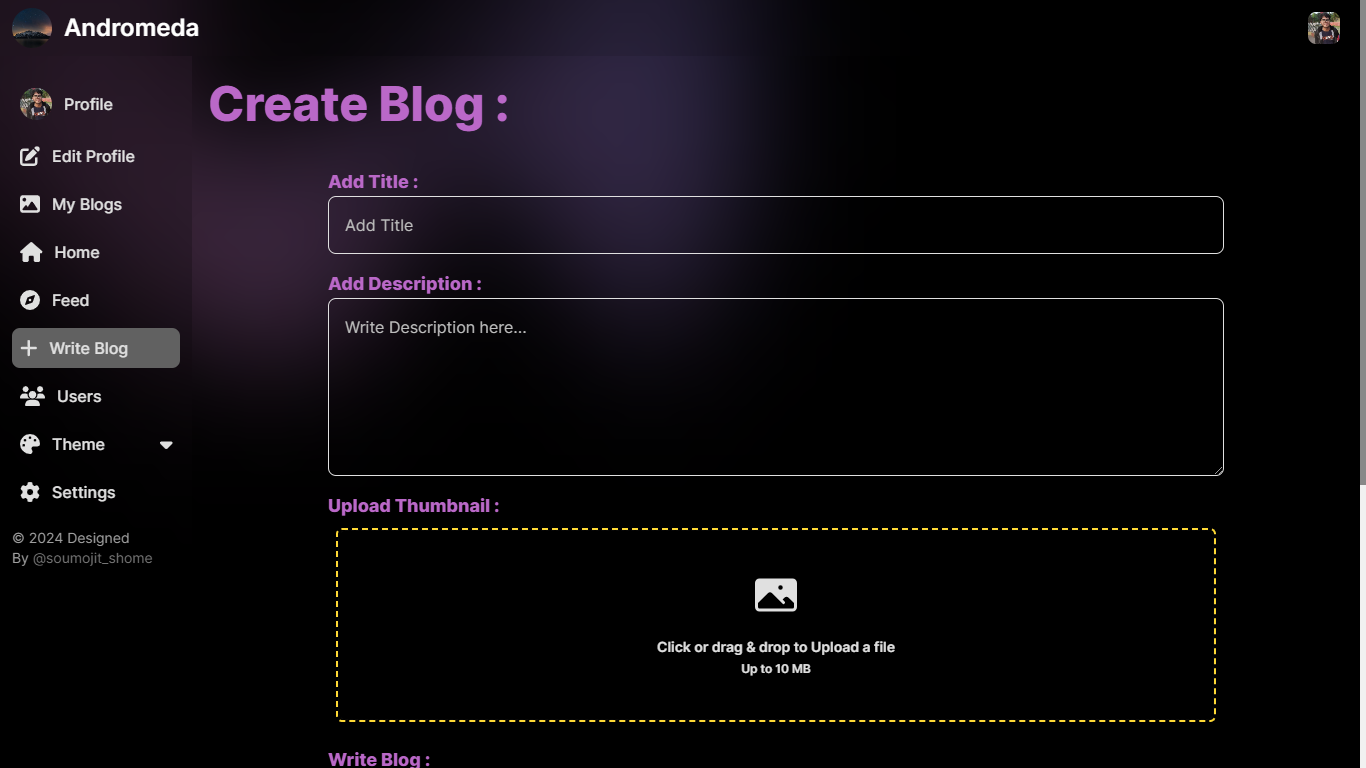 Andromeda
Profile
Edit Profile
My Blogs
Home
Feed
Write Blog
Users
Theme
Settings
© 2024 Designed
By @soumojit_shome
Create Blog :
Add Title :
Add Title
Add Description :
Write Description here...
Upload Thumbnail :
Click or drag & drop to Upload a file
Up to 10 MB
Write Blog :